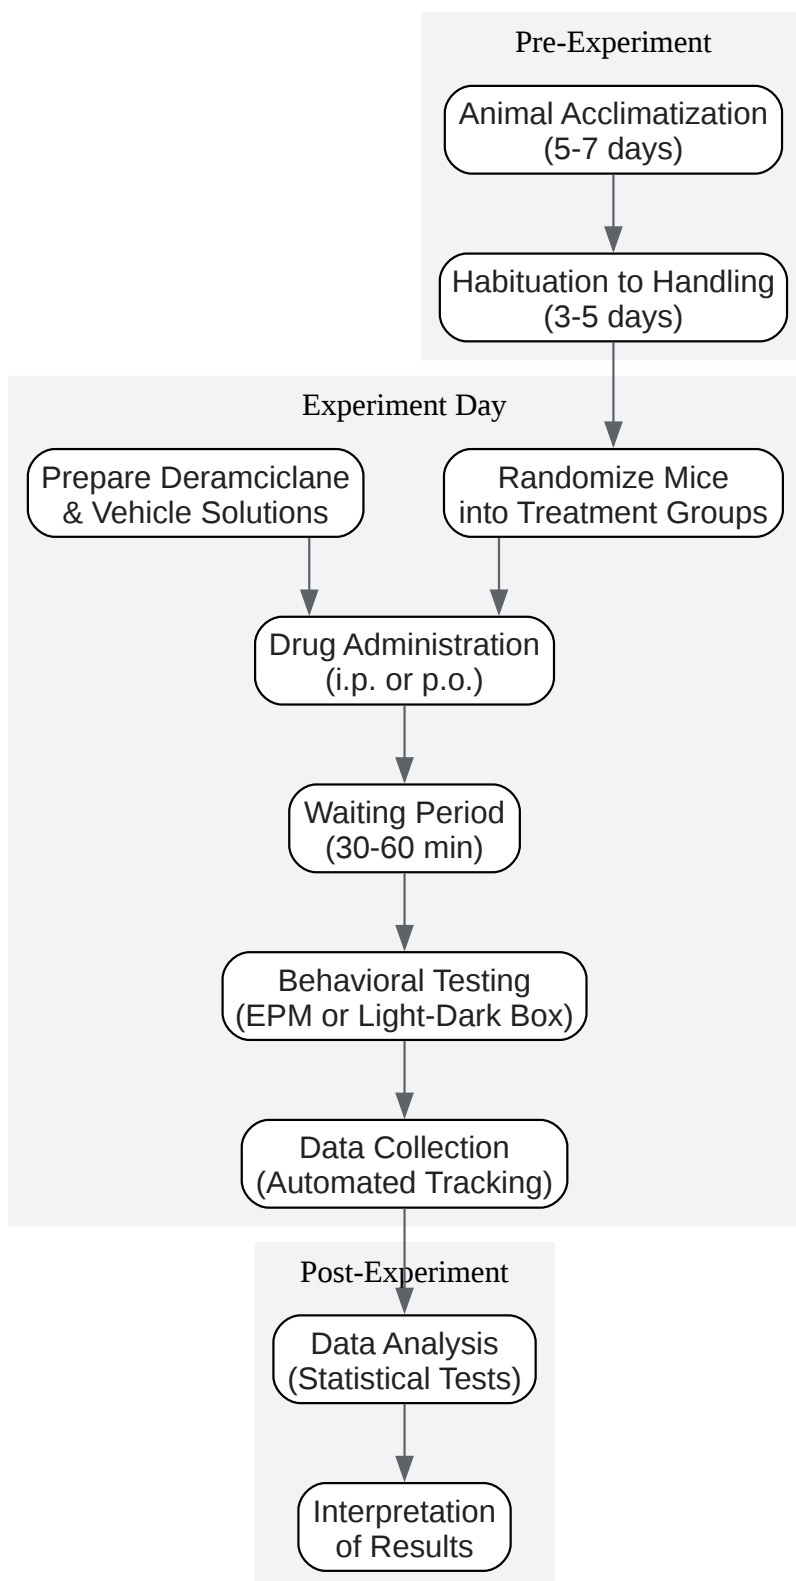 Pre-Experiment
Animal Acclimatization
(5-7 days)
Habituation to Handling
(3-5 days)
Experiment Day
Prepare Deramciclane
& Vehicle Solutions
Randomize Mice
into Treatment Groups
Drug Administration
(i.p. or p.o.)
Waiting Period
(30-60 min)
Behavioral Testing
(EPM or Light-Dark Box)
Data Collection
(Automated Tracking)
Post-Experiment
Data Analysis
(Statistical Tests)
Interpretation
of Results